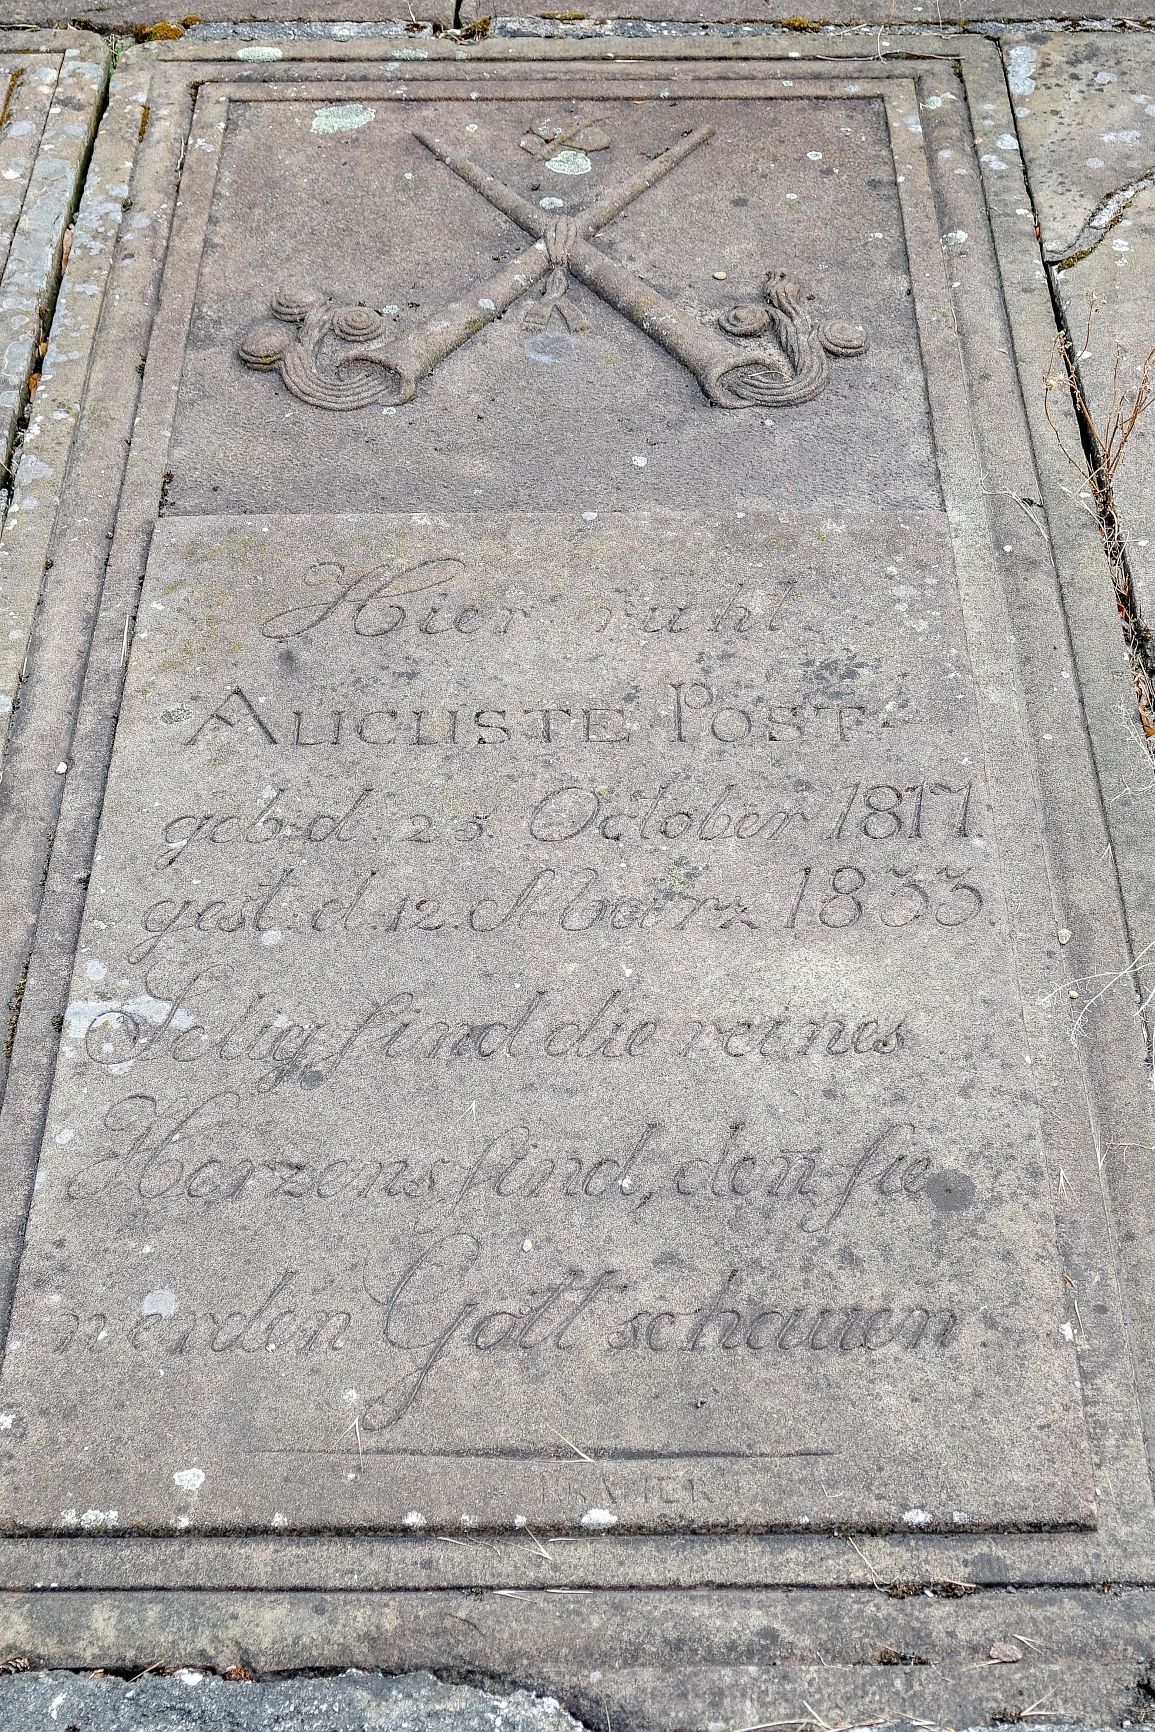 Hier ruht
AUGUSTE POST
geb. d. 23. October 1817.
gest. d. 12. Maerz 1833.
Selig sind die reines
Herzens sind, den sie
werden Gott schauen.